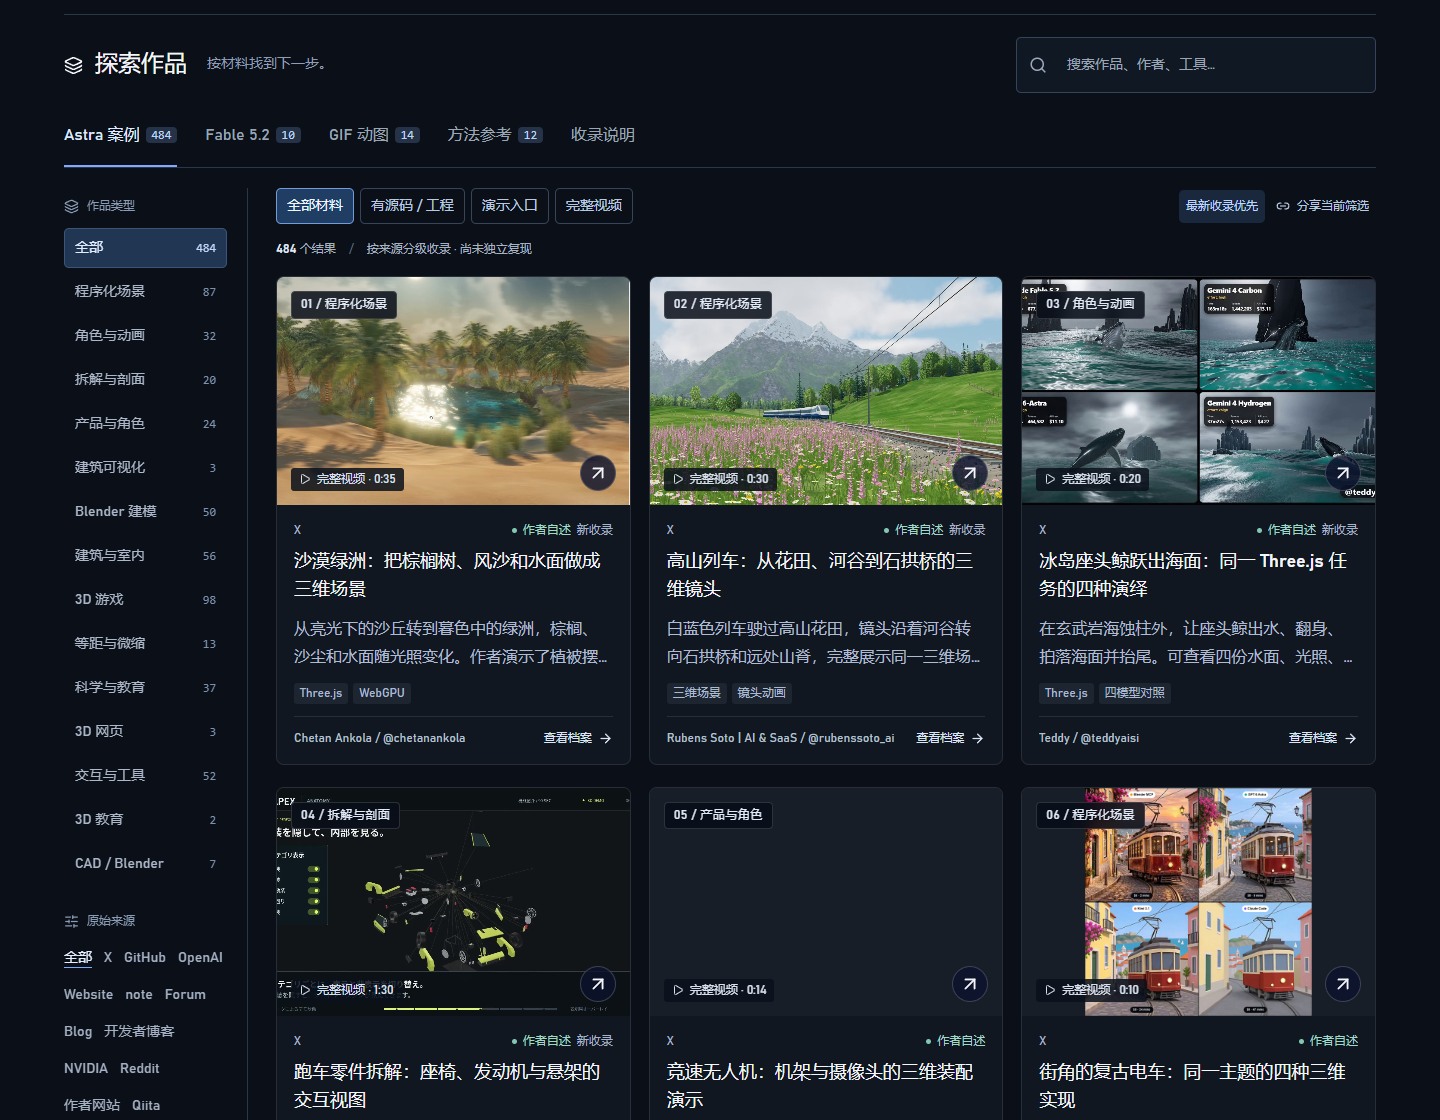 探索作品
按材料找到下一步。
搜索作品、作者、工具...
Astra 案例 484
Fable 5.2 10
GIF 动图 14
方法参考 12
收录说明
作品类型
全部 484
程序化场景 87
角色与动画 32
拆解与剖面 20
产品与角色 24
建筑可视化 3
Blender 建模 50
建筑与室内 56
3D 游戏 98
等距与微缩 13
科学与教育 37
3D 网页 3
交互与工具 52
3D 教育 2
CAD / Blender 7
原始来源
全部 X GitHub OpenAI
Website note Forum
Blog 开发者博客
NVIDIA Reddit
作者网站 Qiita
全部材料
有源码 / 工程
演示入口
完整视频
最新收录优先
分享当前筛选
484 个结果 / 按来源分级收录 · 尚未独立复现
01 / 程序化场景
完整视频 · 0:35
X
作者自述 新收录
沙漠绿洲：把棕榈树、风沙和水面做成
三维场景
从亮光下的沙丘转到暮色中的绿洲，棕榈、
沙尘和水面随光照变化。作者演示了植被摆...
Three.js WebGPU
Chetan Ankola / @chetanankola
查看档案
02 / 程序化场景
完整视频 · 0:30
X
作者自述 新收录
高山列车：从花田、河谷到石拱桥的三
维镜头
白蓝色列车驶过高山花田，镜头沿着河谷转
向石拱桥和远处山脊，完整展示同一三维场...
三维场景 镜头动画
Rubens Soto | AI & SaaS / @rubenssoto_ai
查看档案
03 / 角色与动画
Gemini 4 Carbon
6-Astra
Gemini 4 Hydrogen
@teddy
完整视频 · 0:20
X
作者自述 新收录
冰岛座头鲸跃出海面：同一 Three.js 任
务的四种演绎
在玄武岩海蚀柱外，让座头鲸出水、翻身、
拍落海面并抬尾。可查看四份水面、光照、...
Three.js 四模型对照
Teddy / @teddyaisi
查看档案
04 / 拆解与剖面
装を隠して、内部を見る。
テゴリ表示
完整视频 · 1:30
替え。
X
作者自述 新收录
跑车零件拆解：座椅、发动机与悬架的
交互视图
05 / 产品与角色
完整视频 · 0:14
X
作者自述
竞速无人机：机架与摄像头的三维装配
演示
06 / 程序化场景
完整视频 · 0:10
X
作者自述
街角的复古电车：同一主题的四种三维
实现